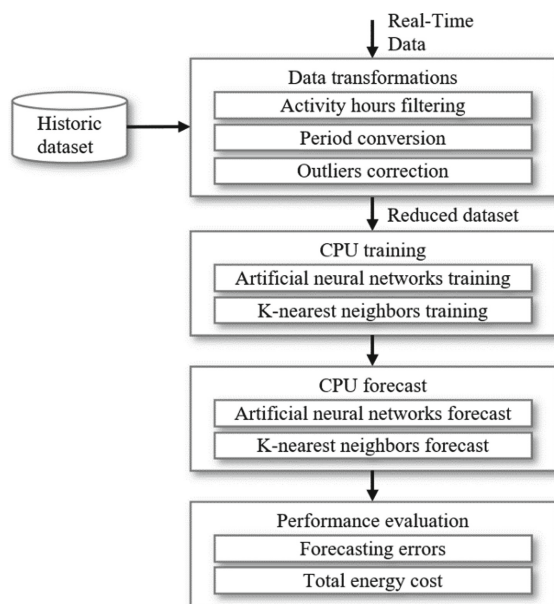 Real-Time
Data
Data transformations
Activity hours filtering
Historic
dataset
Period conversion
Outliers correction
Reduced dataset
CPU training
Artificial neural networks training
K-nearest neighbors training
CPU forecast
Artificial neural networks forecast
K-nearest neighbors forecast
Performance evaluation
Forecasting errors
Total energy cost